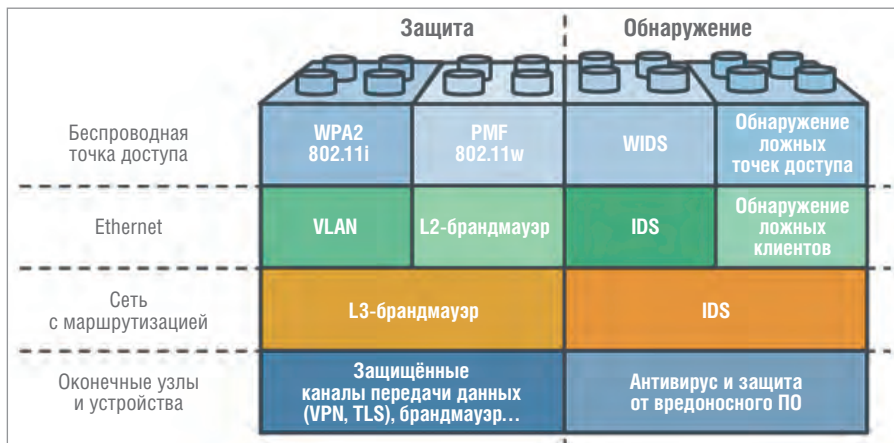 Защита
Обнаружение
Беспроводная
точка доступа
WPA2
802.11i
PMF
802.11w
WIDS
Обнаружение
ложных
точек доступа
Ethernet
VLAN
L2-брандмауэр
IDS
Обнаружение
ложных
клиентов
Сеть
с маршрутизацией
L3-брандмауэр
IDS
Оконечные узлы
и устройства
Защищённые
каналы передачи данных
(VPN, TLS), брандмауэр…
Антивирус и защита
от вредоносного ПО